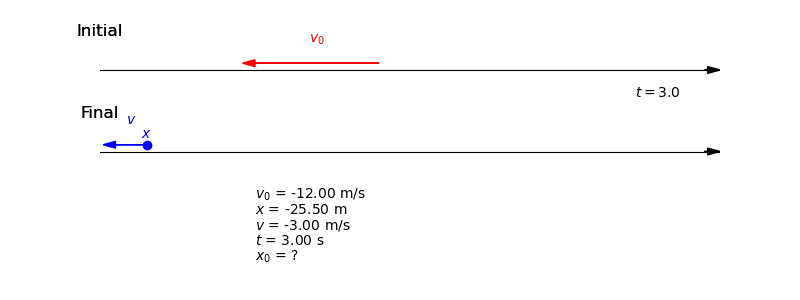 Initial
v₀
t = 3.0
Final
v
x
v₀ = -12.00 m/s
x = -25.50 m
v = -3.00 m/s
t = 3.00 s
x₀ = ?